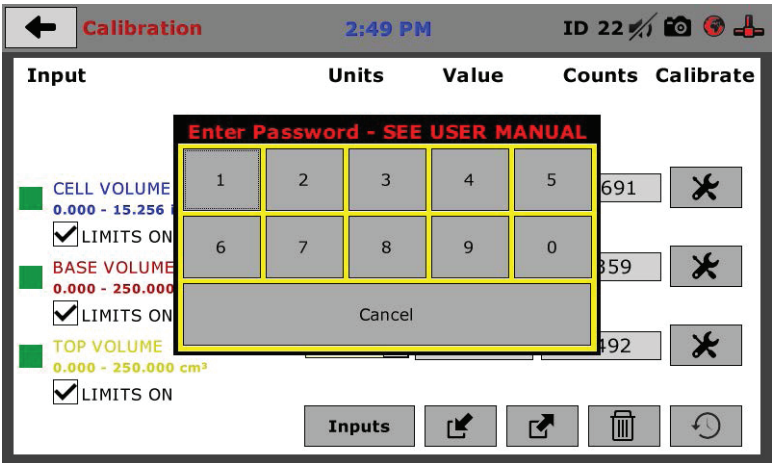 Calibration 2:49 PM ID 22
Input Units Value Counts Calibrate
Enter Password - SEE USER MANUAL
1 2 3 4 5
6 7 8 9 0
Cancel
CELL VOLUME 691
0.000 - 15.256
LIMITS ON
BASE VOLUME 359
0.000 - 250.000
LIMITS ON
TOP VOLUME 492
0.000 - 250.000 cm³
LIMITS ON
Inputs